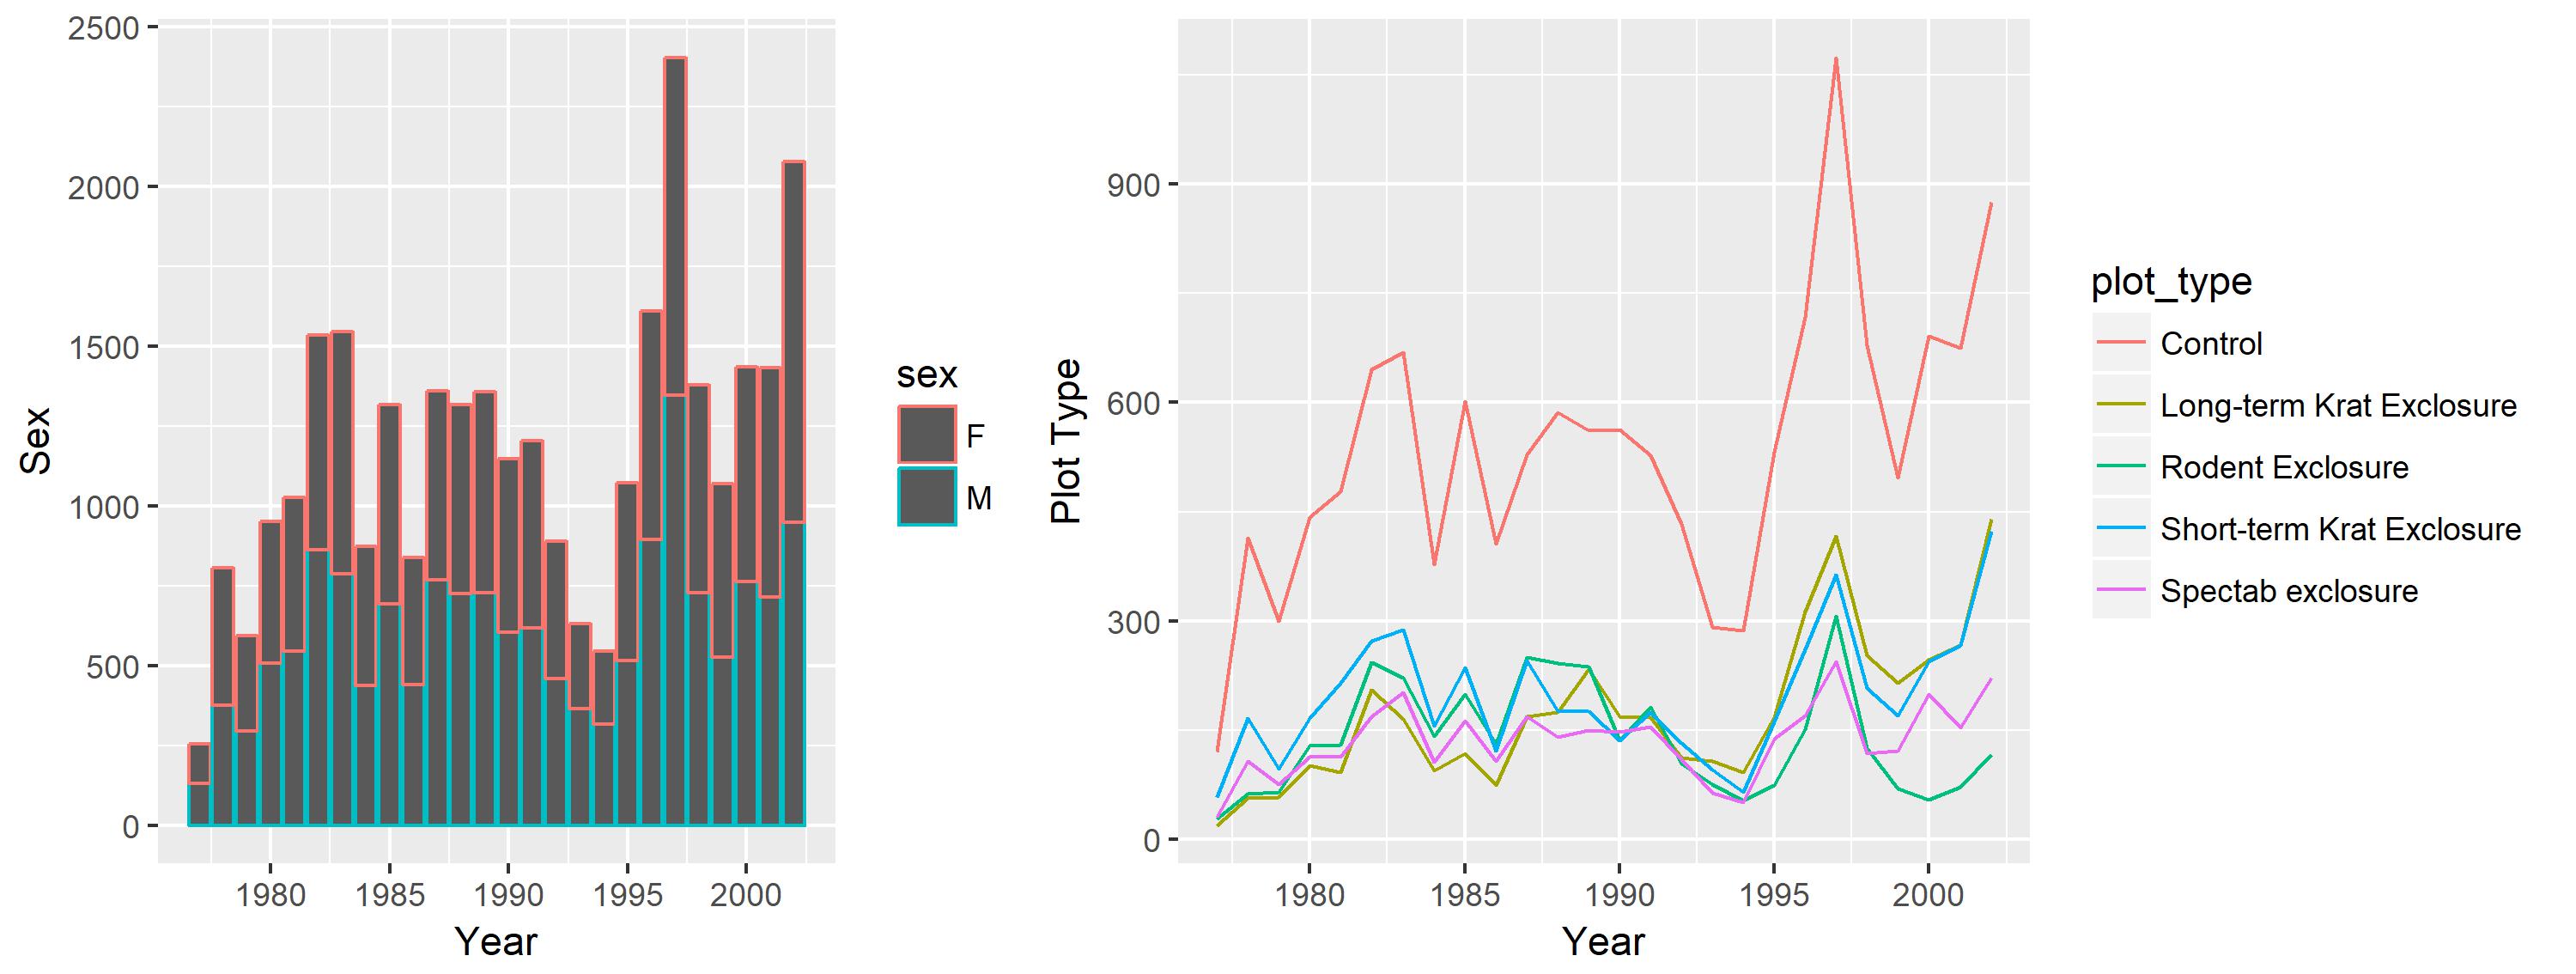 2500
2000
1500
1000
500
0
Sex
1980 1985 1990 1995 2000
Year
sex
F
M
900
600
300
0
Plot Type
1980 1985 1990 1995 2000
Year
plot_type
Control
Long-term Krat Exclosure
Rodent Exclosure
Short-term Krat Exclosure
Spectab exclosure